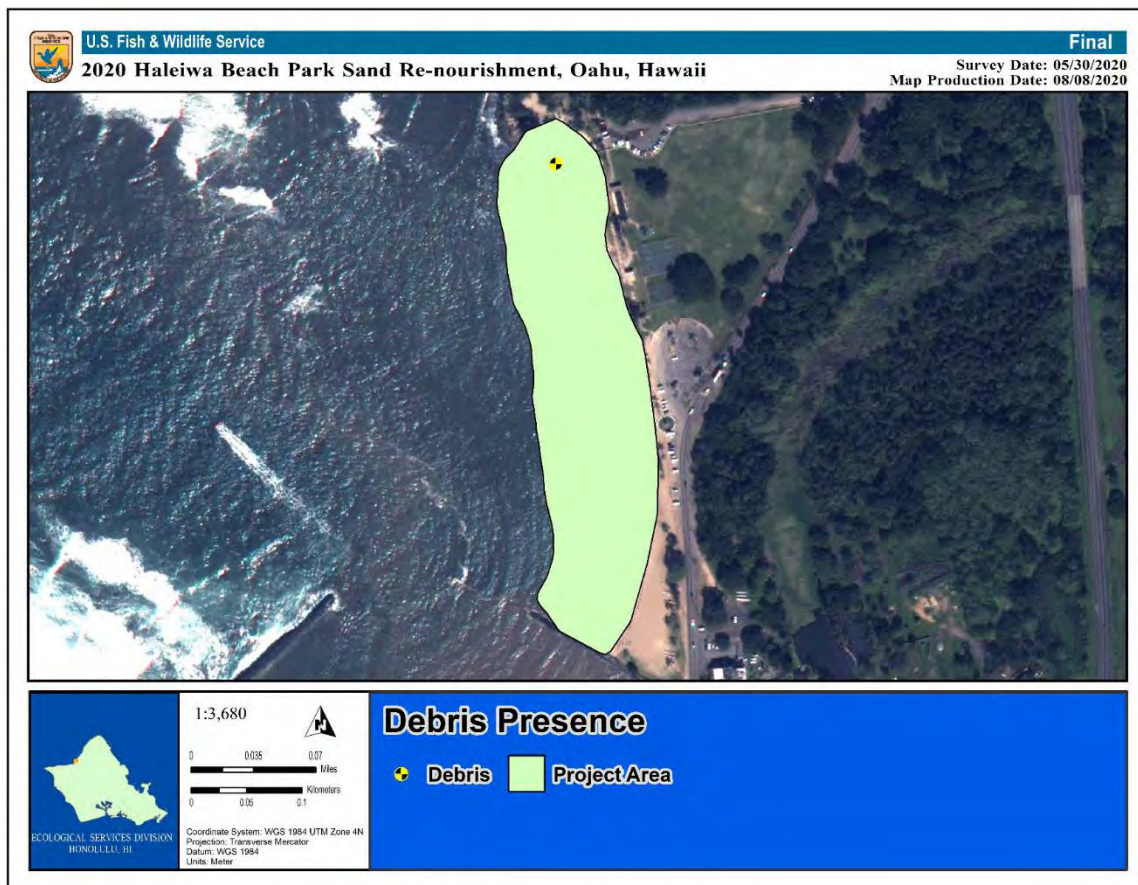 U.S. Fish & Wildlife Service
Final
2020 Haleiwa Beach Park Sand Re-nourishment, Oahu, Hawaii
Survey Date: 05/30/2020
Map Production Date: 08/08/2020
ECOLOGICAL SERVICES DIVISION
HONOLULU, HI
1:3,680
N
0 0.035 0.07
Miles
Kilometers
0 0.05 0.1
Coordinate System: WGS 1984 UTM Zone 4N
Projection: Transverse Mercator
Datum: WGS 1984
Units: Meter
Debris Presence
Debris
Project Area